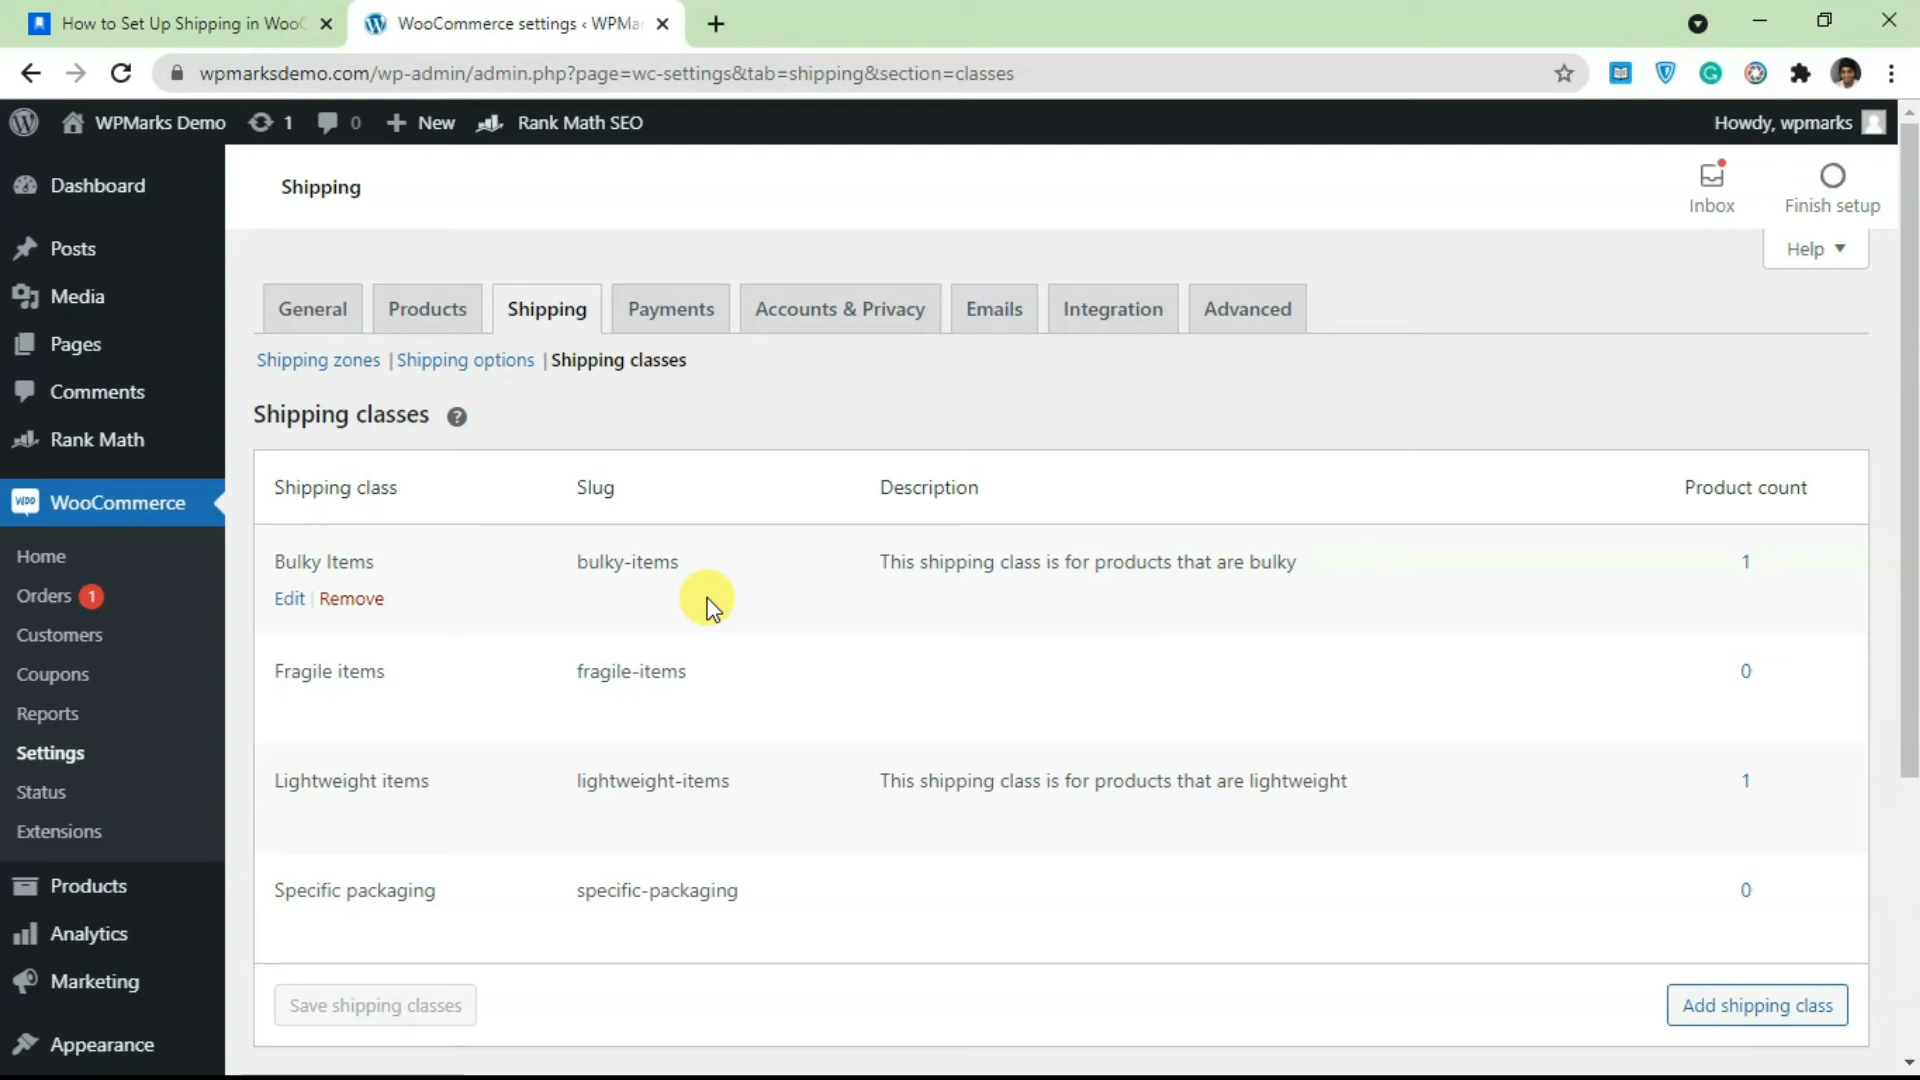 How to Set Up Shipping in WooC
WooCommerce settings ‹ WPMa
wpmarksdemo.com/wp-admin/admin.php?page=wc-settings&tab=shipping&section=classes
WPMarks Demo 1 0 New Rank Math SEO Howdy, wpmarks
Dashboard
Posts
Media
Pages
Comments
Rank Math
WOO WooCommerce
Home
Orders 1
Customers
Coupons
Reports
Settings
Status
Extensions
Products
Analytics
Marketing
Appearance
Shipping
Inbox
Finish setup
Help
General Products Shipping Payments Accounts & Privacy Emails Integration Advanced
Shipping zones | Shipping options | Shipping classes
Shipping classes ?
Shipping class Slug Description Product count
Bulky Items bulky-items This shipping class is for products that are bulky 1
Edit | Remove
Fragile items fragile-items 0
Lightweight items lightweight-items This shipping class is for products that are lightweight 1
Specific packaging specific-packaging 0
Save shipping classes Add shipping class